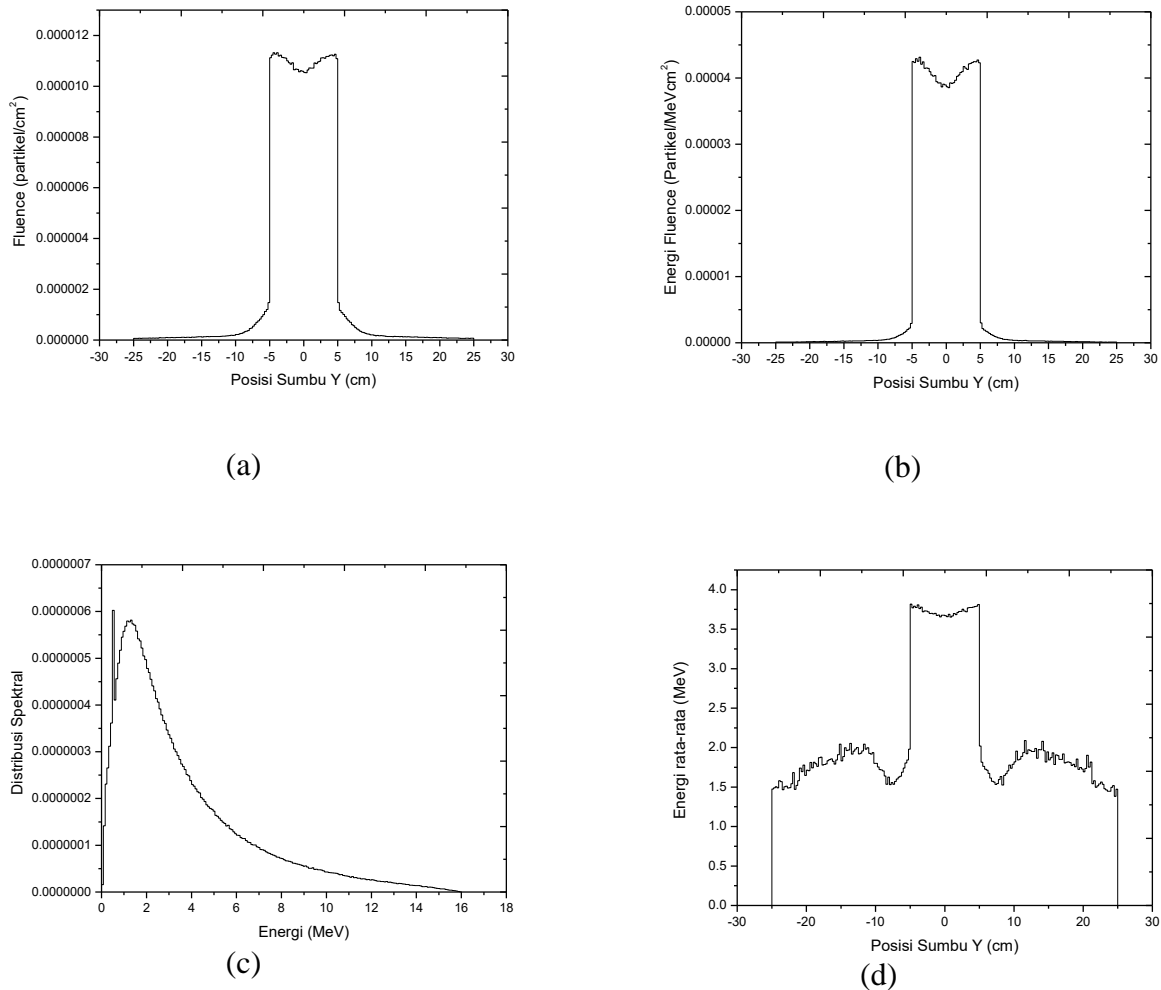 0.000012
0.000010
0.000008
0.000006
0.000004
0.000002
0.000000
-30 -25 -20 -15 -10 -5 0 5 10 15 20 25 30
Fluence (partikel/cm²)
Posisi Sumbu Y (cm)
(a)
0.00005
0.00004
0.00003
0.00002
0.00001
0.00000
-30 -25 -20 -15 -10 -5 0 5 10 15 20 25 30
Energi Fluence (Partikel/MeVcm²)
Posisi Sumbu Y (cm)
(b)
0.0000007
0.0000006
0.0000005
0.0000004
0.0000003
0.0000002
0.0000001
0.0000000
0 2 4 6 8 10 12 14 16 18
Distribusi Spektral
Energi (MeV)
(c)
4.0
3.5
3.0
2.5
2.0
1.5
1.0
0.5
0.0
-30 -20 -10 0 10 20 30
Energi rata-rata (MeV)
Posisi Sumbu Y (cm)
(d)